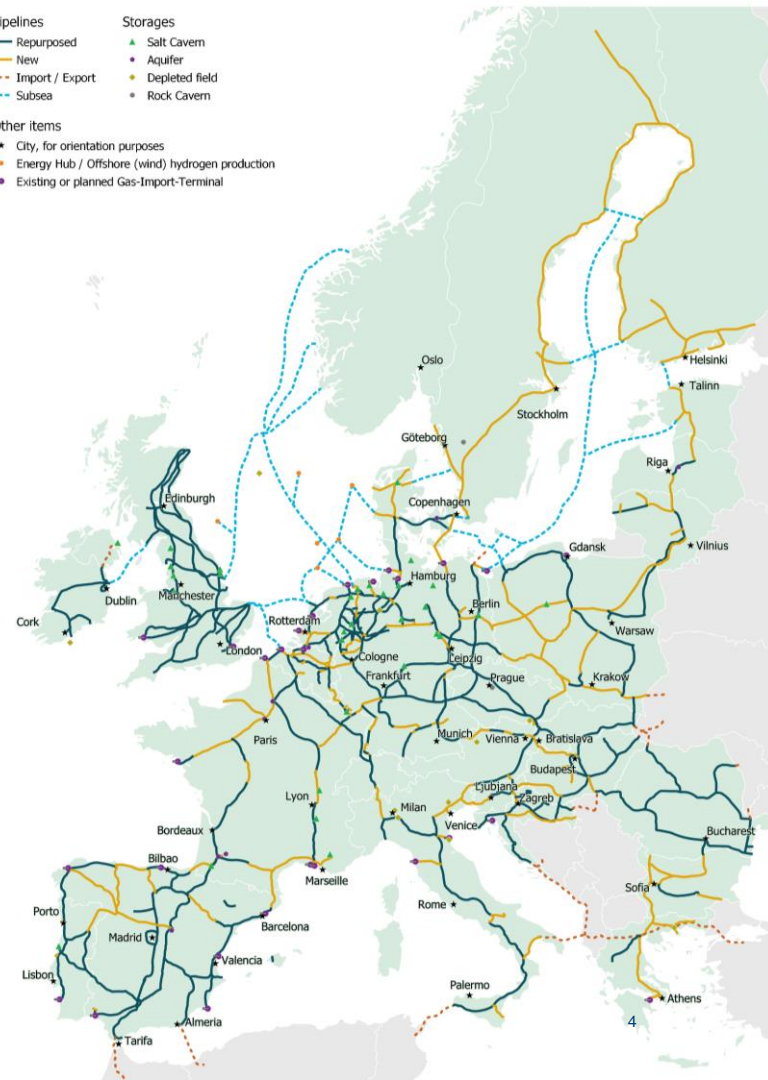 ipelines
Repurposed
New
Import / Export
Subsea
Storages
Salt Cavern
Aquifer
Depleted field
Rock Cavern
ther items
City, for orientation purposes
Energy Hub / Offshore (wind) hydrogen production
Existing or planned Gas-Import-Terminal
Oslo
Helsinki
Talinn
Stockholm
Göteborg
Riga
Edinburgh
Copenhagen
Vilnius
Gdansk
Hamburg
Manchester
Dublin
Berlin
Cork
Rotterdam
Warsaw
London
Cologne
Leipzig
Frankfurt
Prague
Krakow
Paris
Munich
Vienna
Bratislava
Budapest
Ljubjana
Lyon
Zagreb
Milan
Venice
Bordeaux
Bucharest
Bilbao
Marseille
Sofia
Rome
Porto
Barcelona
Madrid
Valencia
Lisbon
Palermo
Athens
4
Almeria
Tarifa